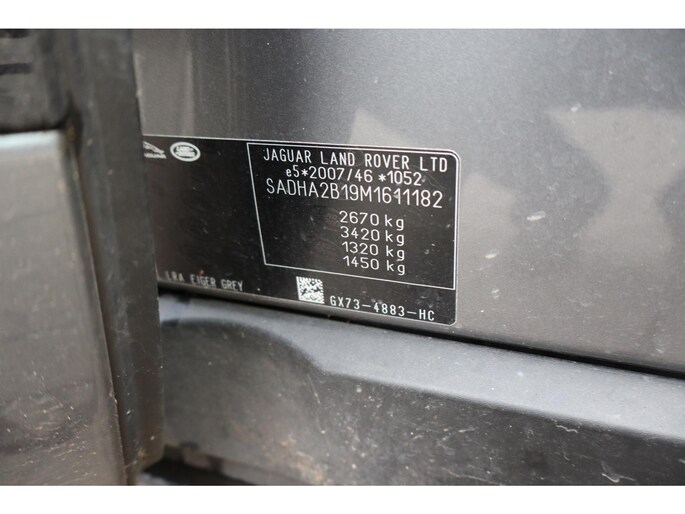 JAGUAR LAND ROVER LTD
e5*2007/46 *1052
SADHA2B19M1611182
2670 kg
3420 kg
1320 kg
1450 kg
LRA EIGER GREY
GX73-4883-HC